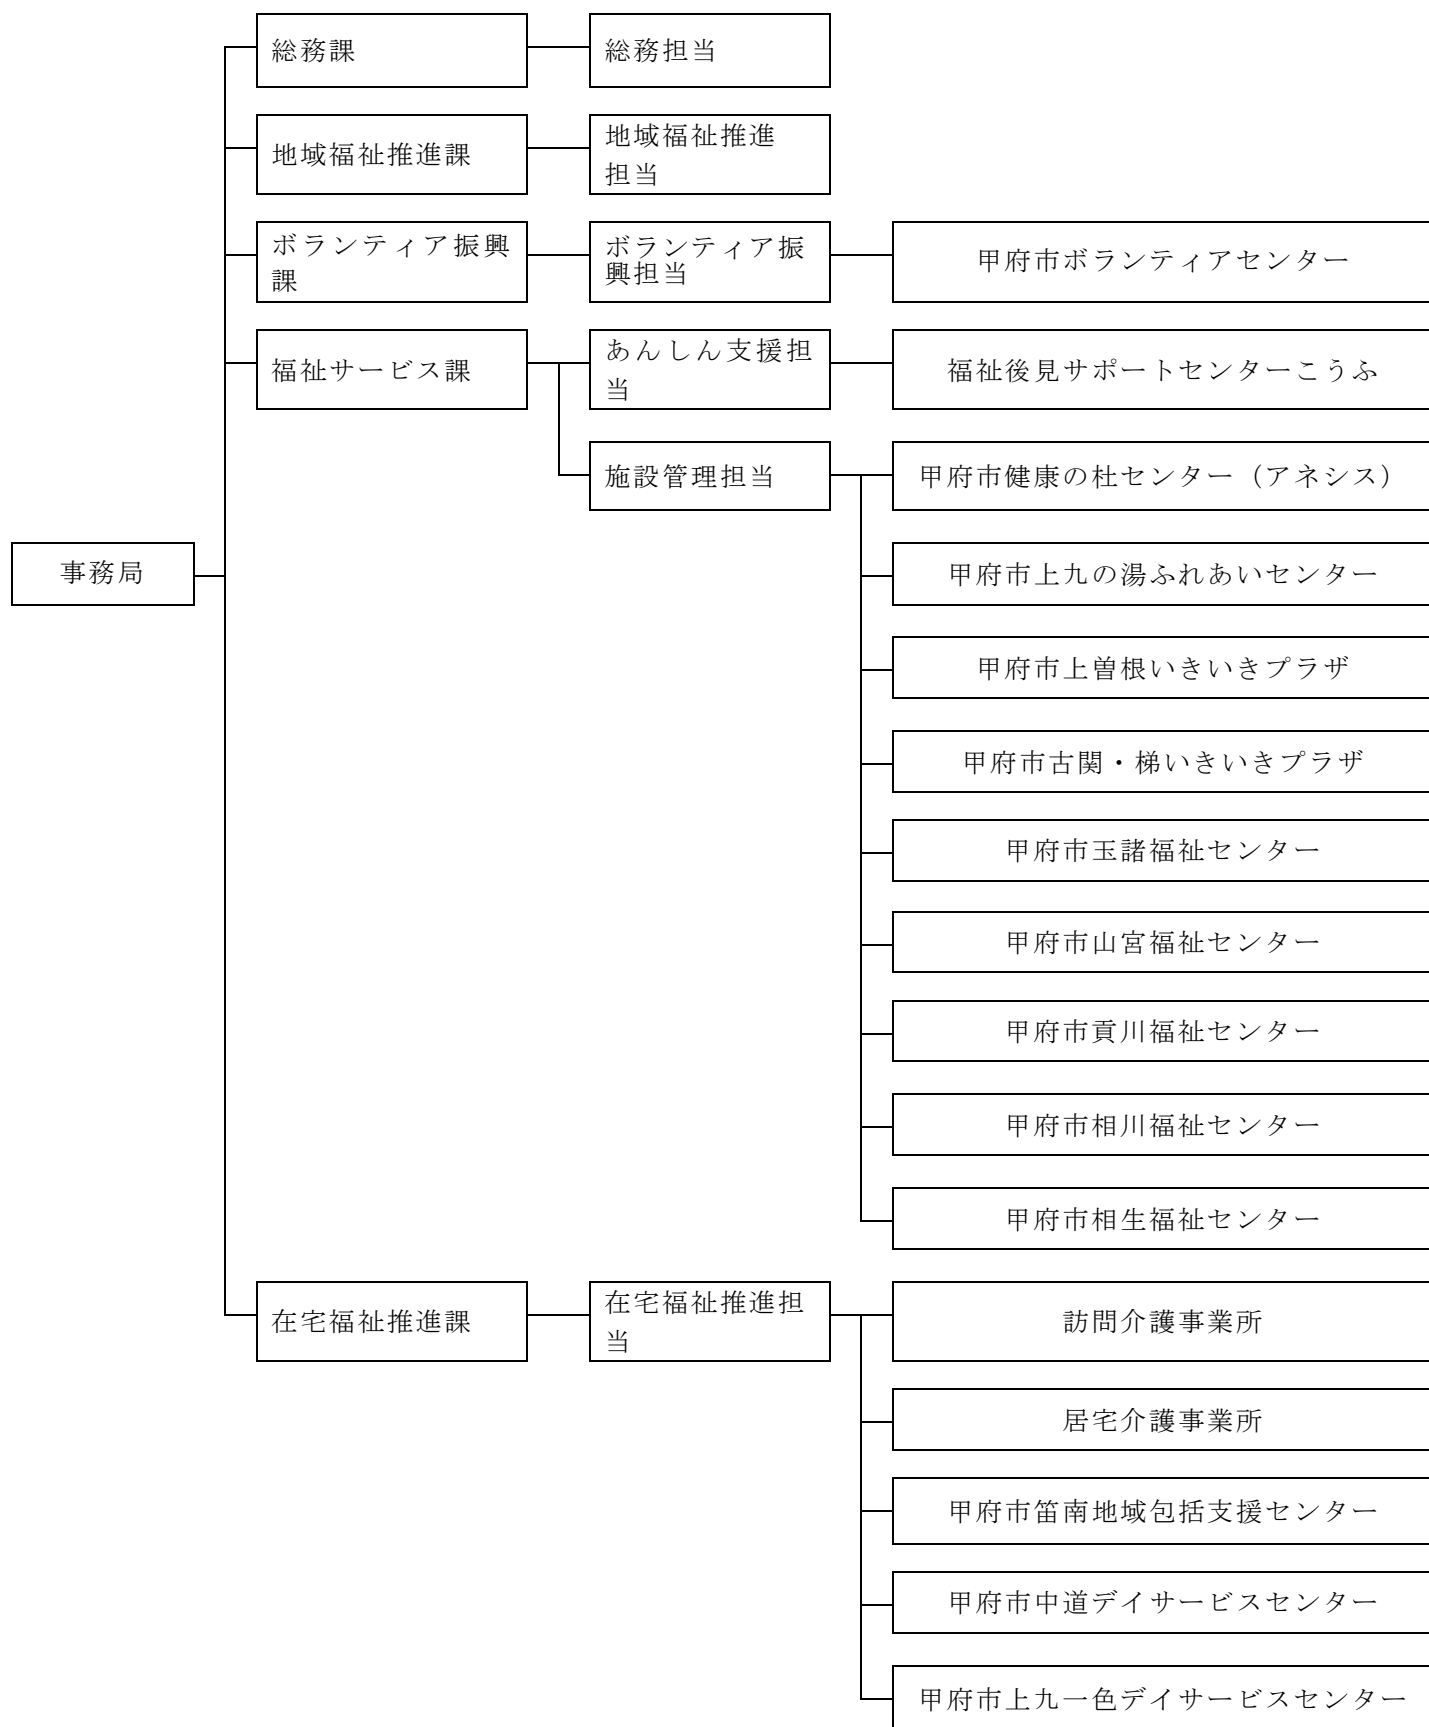 総務課
総務担当
地域福祉推進課
地域福祉推進
担当
ボランティア振興
課
ボランティア振
興担当
甲府市ボランティアセンター
福祉サービス課
あんしん支援担
当
福祉後見サポートセンターこうふ
施設管理担当
甲府市健康の杜センター（アネシス）
事務局
甲府市上九の湯ふれあいセンター
甲府市上曽根いきいきプラザ
甲府市古関・梯いきいきプラザ
甲府市玉諸福祉センター
甲府市山宮福祉センター
甲府市貢川福祉センター
甲府市相川福祉センター
甲府市相生福祉センター
在宅福祉推進課
在宅福祉推進担
当
訪問介護事業所
居宅介護事業所
甲府市笛南地域包括支援センター
甲府市中道デイサービスセンター
甲府市上九一色デイサービスセンター